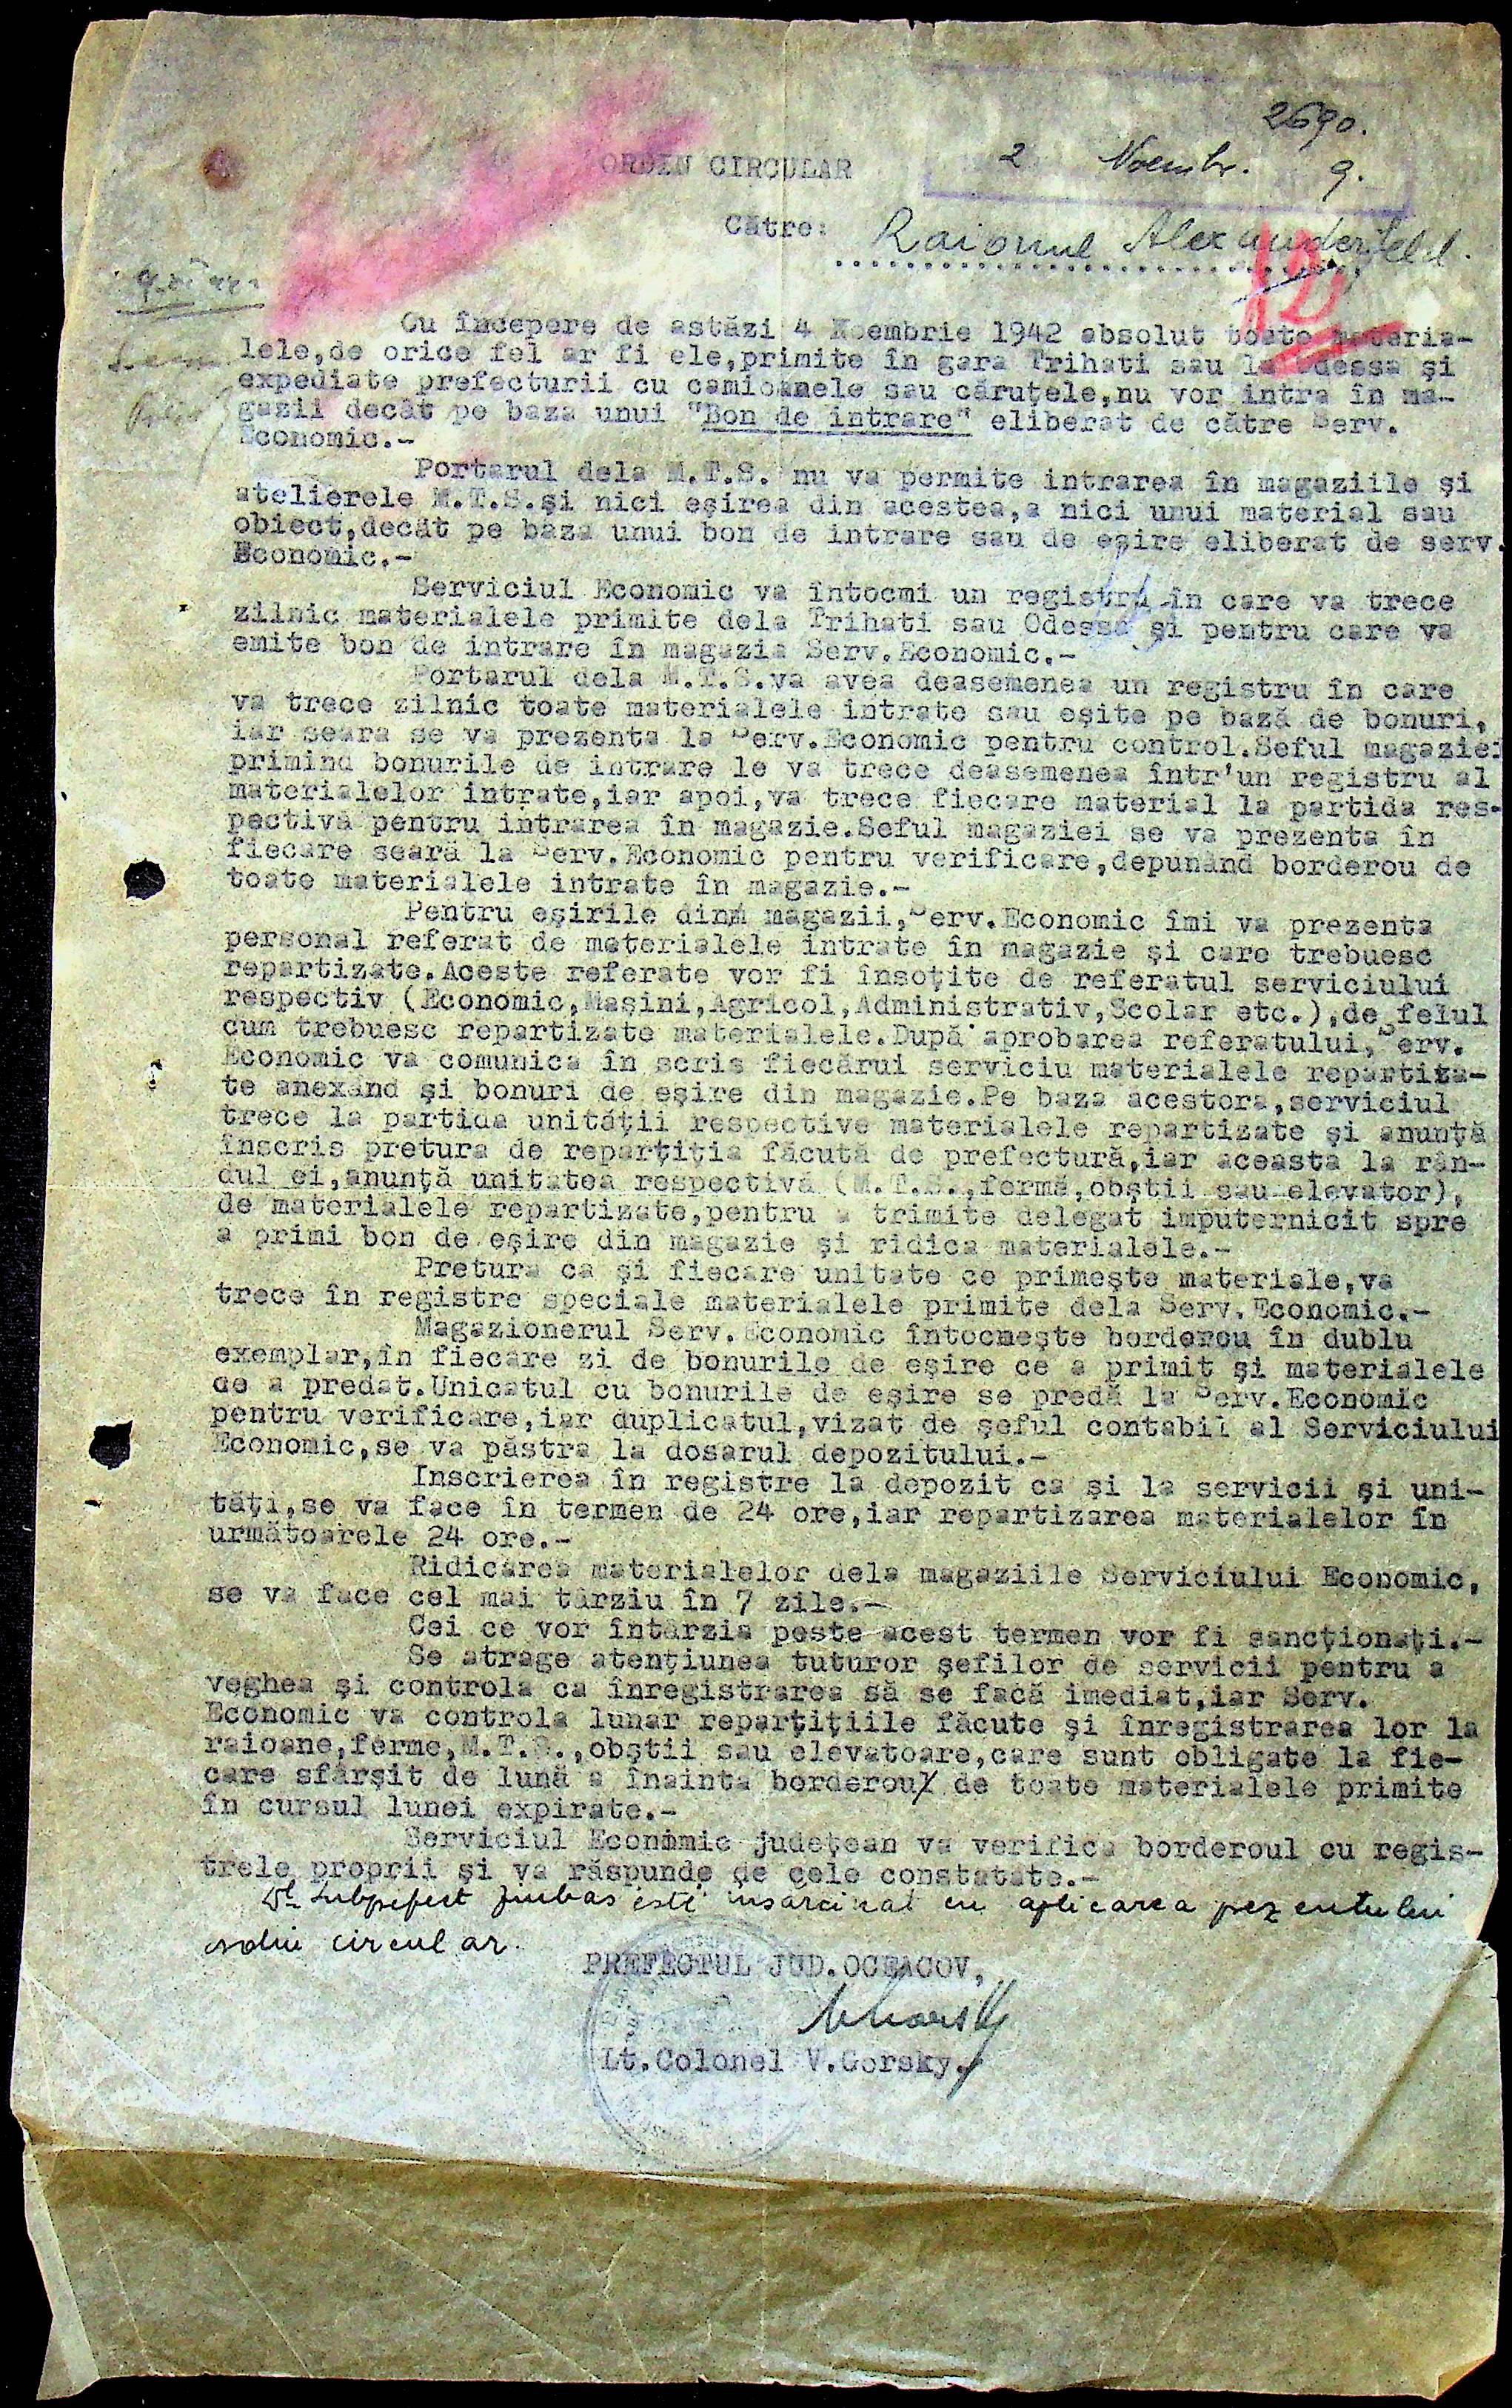 2690.
2 Noembr. 9.
ORDIN CIRCULAR
Către: Raionul Alexanderfeld.
12
Cu începere de astăzi 4 Noembrie 1942 absolut toate materia-
lele,de orice fel ar fi ele,primite în gara Trihati sau la Odessa şi
expediate prefecturii cu camioanele sau căruţele,nu vor intra în ma-
gazii decât pe baza unui "Bon de intrare" eliberat de către Serv.
Economic.-
Portarul dela M.T.S. nu va permite intrarea în magaziile şi
atelierele M.T.S.şi nici eşirea din acestea,a nici unui material sau
obiect,decât pe baza unui bon de intrare sau de eşire eliberat de serv.
Economic.-
Serviciul Economic va întocmi un registru în care va trece
zilnic materialele primite dela Trihati sau Odessa şi pentru care va
emite bon de intrare în magazia Serv.Economic.-
Portarul dela M.T.S.va avea deasemenea un registru în care
va trece zilnic toate materialele intrate sau eşite pe bază de bonuri,
iar seara se va prezenta la Serv.Economic pentru control.Seful magaziei
primind bonurile de intrare le va trece deasemenea într'un registru al
materialelor intrate,iar apoi,va trece fiecare material la partida res-
pectivă pentru intrarea în magazie.Seful magaziei se va prezenta în
fiecare seară la Serv.Economic pentru verificare,depunând borderou de
toate materialele intrate în magazie.-
Pentru eşirile din magazii,Serv.Economic îmi va prezenta
personal referat de materialele intrate în magazie şi care trebuesc
repartizate.Aceste referate vor fi însoţite de referatul serviciului
respectiv (Economic,Maşini,Agricol,Administrativ,Scolar etc.),de felul
cum trebuesc repartizate materialele.După aprobarea referatului,Serv.
Economic va comunica în scris fiecărui serviciu materialele repartiza-
te anexând şi bonuri de eşire din magazie.Pe baza acestora,serviciul
trece la partida unităţii respective materialele repartizate şi anunţă
înscris pretura de reparţiţia făcută de prefectură,iar aceasta la rân-
dul ei,anunţă unitatea respectivă (M.T.S.,fermă,obştii sau elevator),
de materialele repartizate,pentru a trimite delegat imputernicit spre
a primi bon de eşire din magazie şi ridica materialele.-
Pretura ca şi fiecare unitate ce primeşte materiale,va
trece în registre speciale materialele primite dela Serv.Economic.-
Magazionerul Serv.Economic întocmeşte borderou în dublu
exemplar,în fiecare zi de bonurile de eşire ce a primit şi materialele
ce a predat.Unicatul cu bonurile de eşire se predă la Serv.Economic
pentru verificare,iar duplicatul,vizat de şeful contabil al Serviciului
Economic,se va păstra la dosarul depozitului.-
Inscrierea în registre la depozit ca şi la servicii şi uni-
tăţi,se va face în termen de 24 ore,iar repartizarea materialelor în
următoarele 24 ore.-
Ridicarea materialelor dela magaziile Serviciului Economic,
se va face cel mai târziu în 7 zile.-
Cei ce vor întârzia peste acest termen vor fi sancţionaţi.-
Se atrage atenţiunea tuturor şefilor de servicii pentru a
veghea şi controla ca înregistrarea să se facă imediat,iar Serv.
Economic va controla lunar reparţiţiile făcute şi înregistrarea lor la
raioane,ferme,M.T.S.,obştii sau elevatoare,care sunt obligate la fie-
care sfârşit de lună a înainta borderou de toate materialele primite
în cursul lunei expirate.-
Serviciul Econimic judeţean va verifica borderoul cu regis-
trele proprii şi va răspunde de cele constatate.-
Dl Subprefect este insarcinat cu aplicarea prezentului
ordin circular.
PREFECTUL JUD.OCEACOV,
Lt.Colonel V.Gorsky.